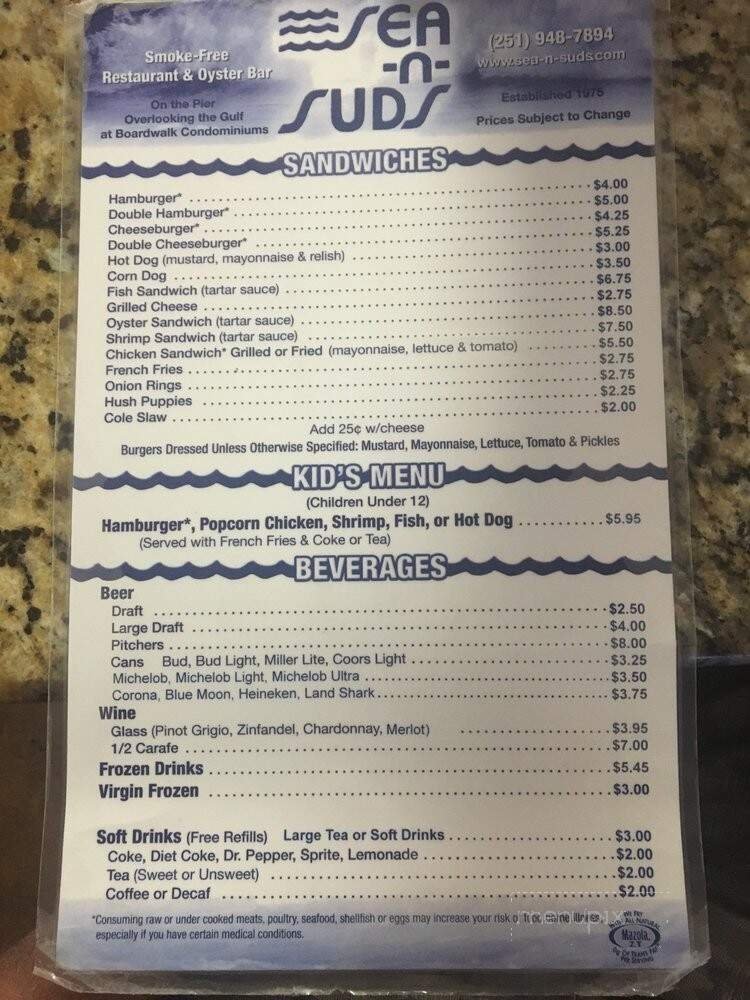 SEA
-n-
SUDS
Smoke-Free
Restaurant & Oyster Bar
On the Pier
Overlooking the Gulf
at Boardwalk Condominiums
(251) 948-7894
www.sea-n-suds.com
Established 1975
Prices Subject to Change
SANDWICHES
Hamburger* $4.00
Double Hamburger* $5.00
Cheeseburger* $4.25
Double Cheeseburger* $5.25
Hot Dog (mustard, mayonnaise & relish) $3.00
Corn Dog $3.50
Fish Sandwich (tartar sauce) $6.75
Grilled Cheese $2.75
Oyster Sandwich (tartar sauce) $8.50
Shrimp Sandwich (tartar sauce) $7.50
Chicken Sandwich* Grilled or Fried (mayonnaise, lettuce & tomato) $5.50
French Fries $2.75
Onion Rings $2.75
Hush Puppies $2.25
Cole Slaw $2.00
Add 25¢ w/cheese
Burgers Dressed Unless Otherwise Specified: Mustard, Mayonnaise, Lettuce, Tomato & Pickles
KID'S MENU
(Children Under 12)
Hamburger*, Popcorn Chicken, Shrimp, Fish, or Hot Dog $5.95
(Served with French Fries & Coke or Tea)
BEVERAGES
Beer
Draft $2.50
Large Draft $4.00
Pitchers $8.00
Cans Bud, Bud Light, Miller Lite, Coors Light $3.25
Michelob, Michelob Light, Michelob Ultra $3.50
Corona, Blue Moon, Heineken, Land Shark $3.75
Wine
Glass (Pinot Grigio, Zinfandel, Chardonnay, Merlot) $3.95
1/2 Carafe $7.00
Frozen Drinks $5.45
Virgin Frozen $3.00
Soft Drinks (Free Refills) Large Tea or Soft Drinks $3.00
Coke, Diet Coke, Dr. Pepper, Sprite, Lemonade $2.00
Tea (Sweet or Unsweet) $2.00
Coffee or Decaf $2.00
*Consuming raw or under cooked meats, poultry, seafood, shellfish or eggs may increase your risk
especially if you have certain medical conditions.
We Fry
with ALL NATURAL
Mazola